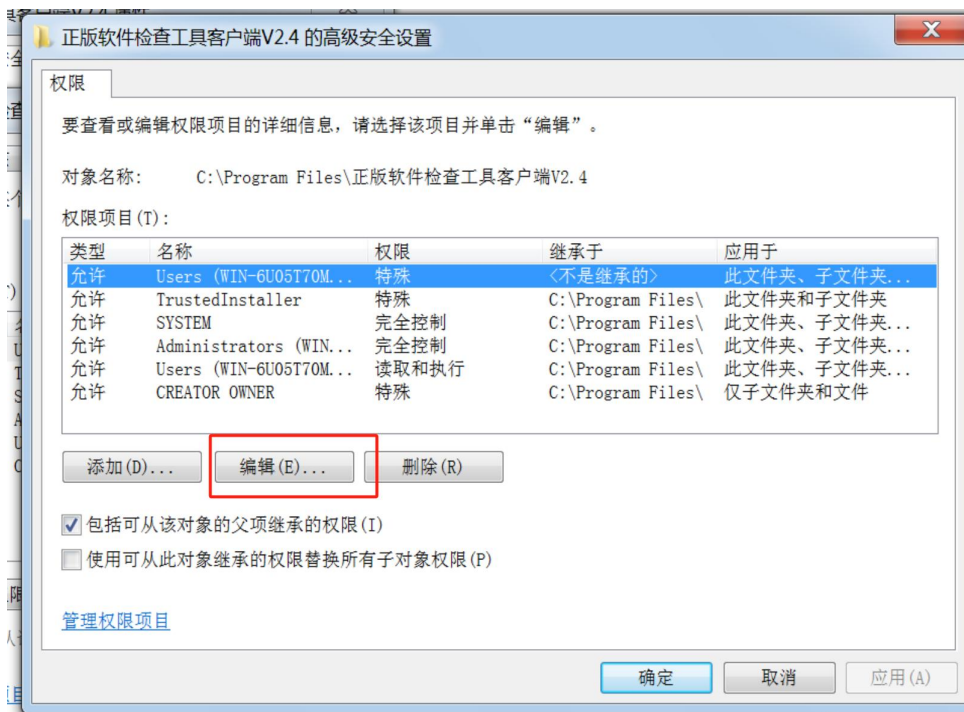 正版软件检查工具客户端V2.4 的高级安全设置
权限
要查看或编辑权限项目的详细信息，请选择该项目并单击“编辑”。
对象名称: C:\Program Files\正版软件检查工具客户端V2.4
权限项目(T):
类型 名称 权限 继承于 应用于
允许 Users (WIN-6U05T70M... 特殊 <不是继承的> 此文件夹、子文件夹...
允许 TrustedInstaller 特殊 C:\Program Files\ 此文件夹和子文件夹
允许 SYSTEM 完全控制 C:\Program Files\ 此文件夹、子文件夹...
允许 Administrators (WIN... 完全控制 C:\Program Files\ 此文件夹、子文件夹...
允许 Users (WIN-6U05T70M... 读取和执行 C:\Program Files\ 此文件夹、子文件夹...
允许 CREATOR OWNER 特殊 C:\Program Files\ 仅子文件夹和文件
添加(D)... 编辑(E)... 删除(R)
包括可从该对象的父项继承的权限(I)
使用可从此对象继承的权限替换所有子对象权限(P)
管理权限项目
确定 取消 应用(A)